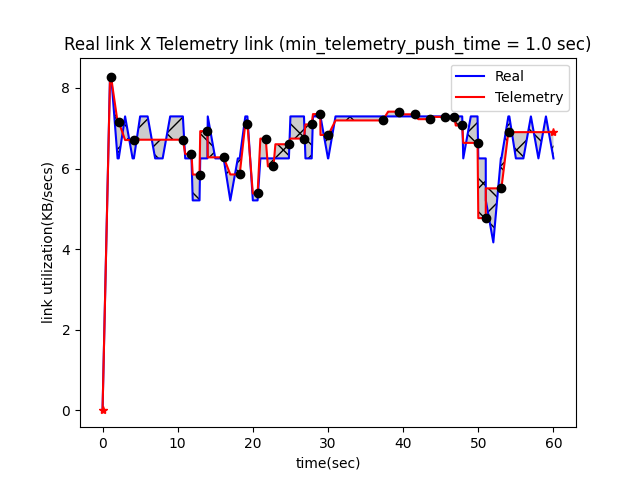 Real link X Telemetry link (min_telemetry_push_time = 1.0 sec)
Real
Telemetry
8
6
4
2
0
link utilization(KB/secs)
0 10 20 30 40 50 60
time(sec)